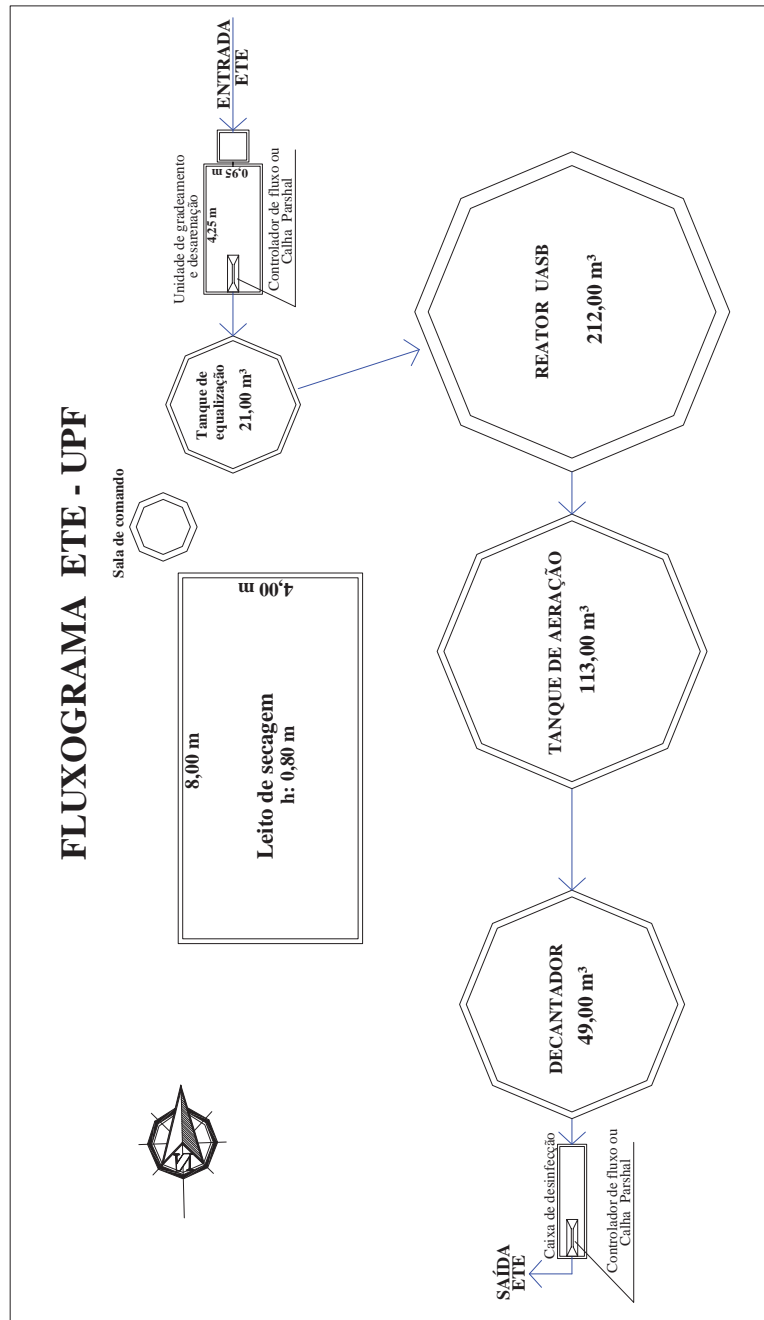 FLUXOGRAMA ETE - UPF
ENTRADA
ETE
Unidade de gradeamento
e desarenação
4,25 m
0,95 m
Controlador de fluxo ou
Calha Parshal
Tanque de
equalização
21,00 m³
Sala de comando
REATOR UASB
212,00 m³
TANQUE DE AERAÇÃO
113,00 m³
8,00 m
4,00 m
Leito de secagem
h: 0,80 m
DECANTADOR
49,00 m³
N
Caixa de desinfecção
Controlador de fluxo ou
Calha Parshal
SAÍDA
ETE